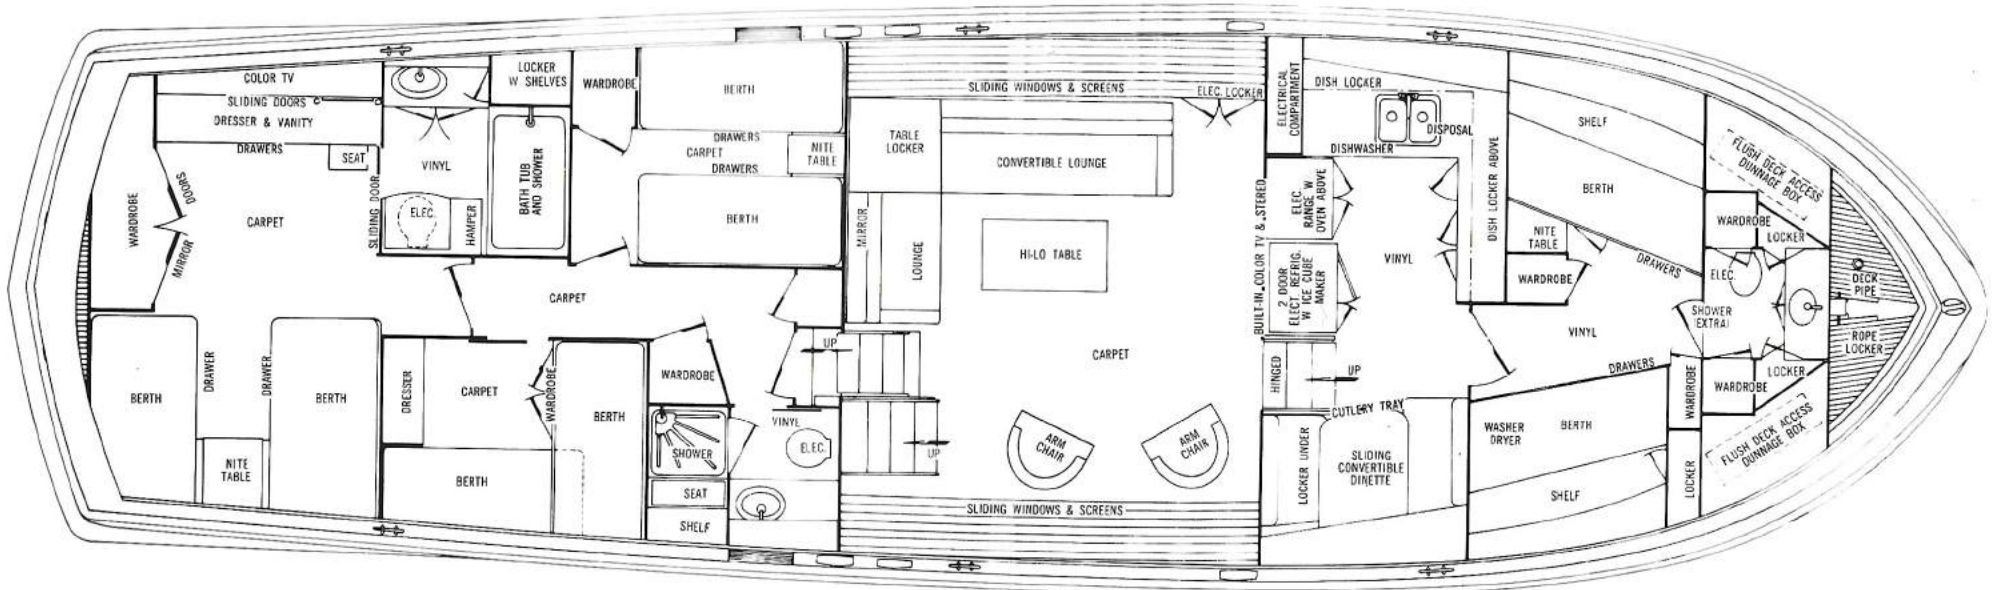 COLOR TV
SLIDING DOORS
DRESSER & VANITY
DRAWERS
SEAT
WARDROBE
DOORS
MIRROR
CARPET
SLIDING DOOR
BERTH
DRAWER
DRAWER
BERTH
NITE
TABLE
VINYL
ELEC.
HAMPER
LOCKER
W SHELVES
BATH TUB
AND SHOWER
WARDROBE
BERTH
DRAWERS
CARPET
DRAWERS
NITE
TABLE
BERTH
CARPET
DRESSER
CARPET
WARDROBE
BERTH
BERTH
WARDROBE
SHOWER
SEAT
SHELF
VINYL
ELEC.
UP
UP
SLIDING WINDOWS & SCREENS
ELEC. LOCKER
TABLE
LOCKER
CONVERTIBLE LOUNGE
MIRROR
LOUNGE
HI-LO TABLE
CARPET
ARM
CHAIR
ARM
CHAIR
SLIDING WINDOWS & SCREENS
BUILT-IN COLOR TV & STEREO
ELECTRICAL
COMPARTMENT
DISH LOCKER
DISPOSAL
DISHWASHER
DISH LOCKER ABOVE
ELEC.
RANGE W
OVEN ABOVE
2 DOOR
ELECT. REFRIG.
W ICE CUBE
MAKER
VINYL
HINGED
UP
CUTLERY TRAY
LOCKER UNDER
SLIDING
CONVERTIBLE
DINETTE
SHELF
BERTH
NITE
TABLE
WARDROBE
DRAWERS
VINYL
DRAWERS
WASHER
DRYER
BERTH
SHELF
WARDROBE
LOCKER
FLUSH DECK ACCESS
DUNNAGE BOX
WARDROBE
LOCKER
ELEC.
SHOWER
(EXTRA)
WARDROBE
LOCKER
FLUSH DECK ACCESS
DUNNAGE BOX
DECK
PIPE
ROPE
LOCKER